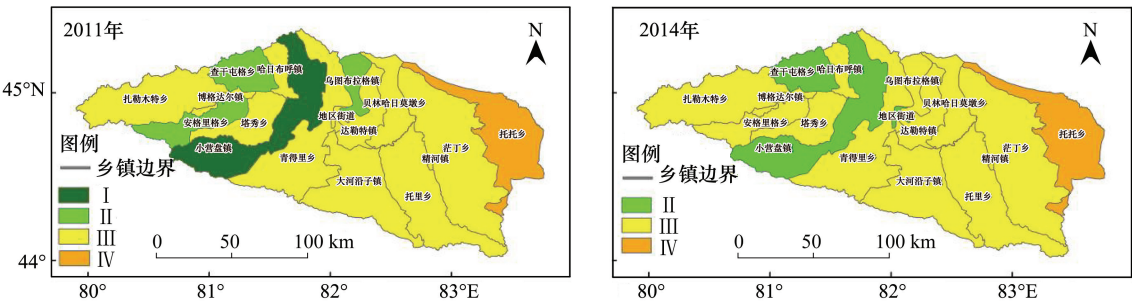 2011年
N
查干屯格乡
哈日布呼镇
乌图布拉格镇
45°N
扎勒木特乡
博格达尔镇
贝林哈日莫墩乡
安格里格乡
塔秀乡
地区街道
达勒特镇
托托乡
图例
小营盘镇
青得里乡
茫丁乡
精河镇
乡镇边界
大河沿子镇
托里乡
I
II
III
IV
0 50 100 km
44°
80° 81° 82° 83°E
2014年
N
查干屯格乡
哈日布呼镇
乌图布拉格镇
扎勒木特乡
博格达尔镇
贝林哈日莫墩乡
安格里格乡
塔秀乡
地区街道
达勒特镇
托托乡
图例
小营盘镇
青得里乡
茫丁乡
精河镇
乡镇边界
大河沿子镇
托里乡
II
III
IV
0 50 100 km
80° 81° 82° 83°E